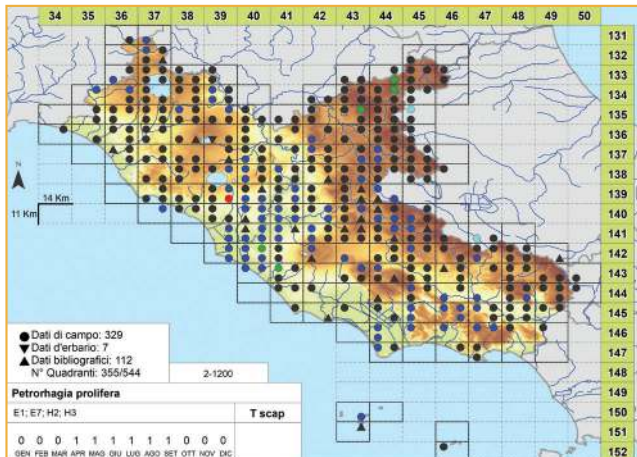 34 35 36 37 38 39 40 41 42 43 44 45 46 47 48 49 50
131
132
133
134
135
136
137
138
139
140
141
142
143
144
145
146
147
148
149
150
151
152
N
14 Km
11 Km
Dati di campo: 329
Dati d'erbario: 7
Dati bibliografici: 112
N° Quadranti: 355/544
2-1200
Petrorhagia prolifera
E1; E7; H2; H3
T scap
0 0 0 1 1 1 1 1 1 0 0 0
GEN FEB MAR APR MAG GIU LUG AGO SET OTT NOV DIC